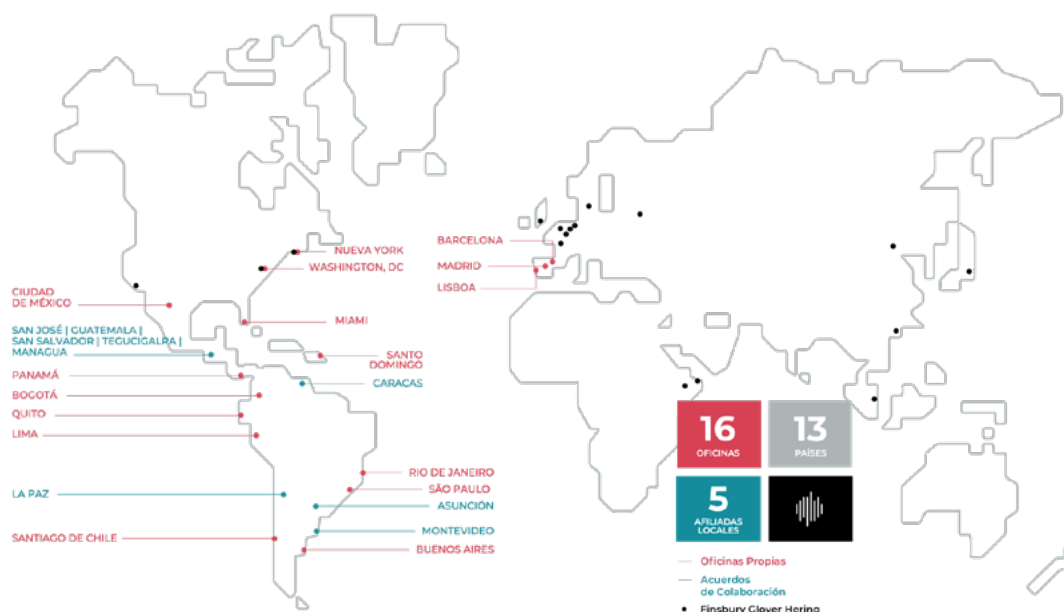 NUEVA YORK
WASHINGTON, DC
CIUDAD
DE MÉXICO
MIAMI
SAN JOSÉ | GUATEMALA |
SAN SALVADOR | TEGUCIGALPA |
MANAGUA
SANTO
DOMINGO
PANAMÁ
CARACAS
BOGOTÁ
QUITO
LIMA
RIO DE JANEIRO
SÃO PAULO
LA PAZ
ASUNCIÓN
MONTEVIDEO
SANTIAGO DE CHILE
BUENOS AIRES
BARCELONA
MADRID
LISBOA
16
OFICINAS
13
PAÍSES
5
AFILIADAS
LOCALES
Oficinas Propias
Acuerdos
de Colaboración
Finsbury Glover Hering